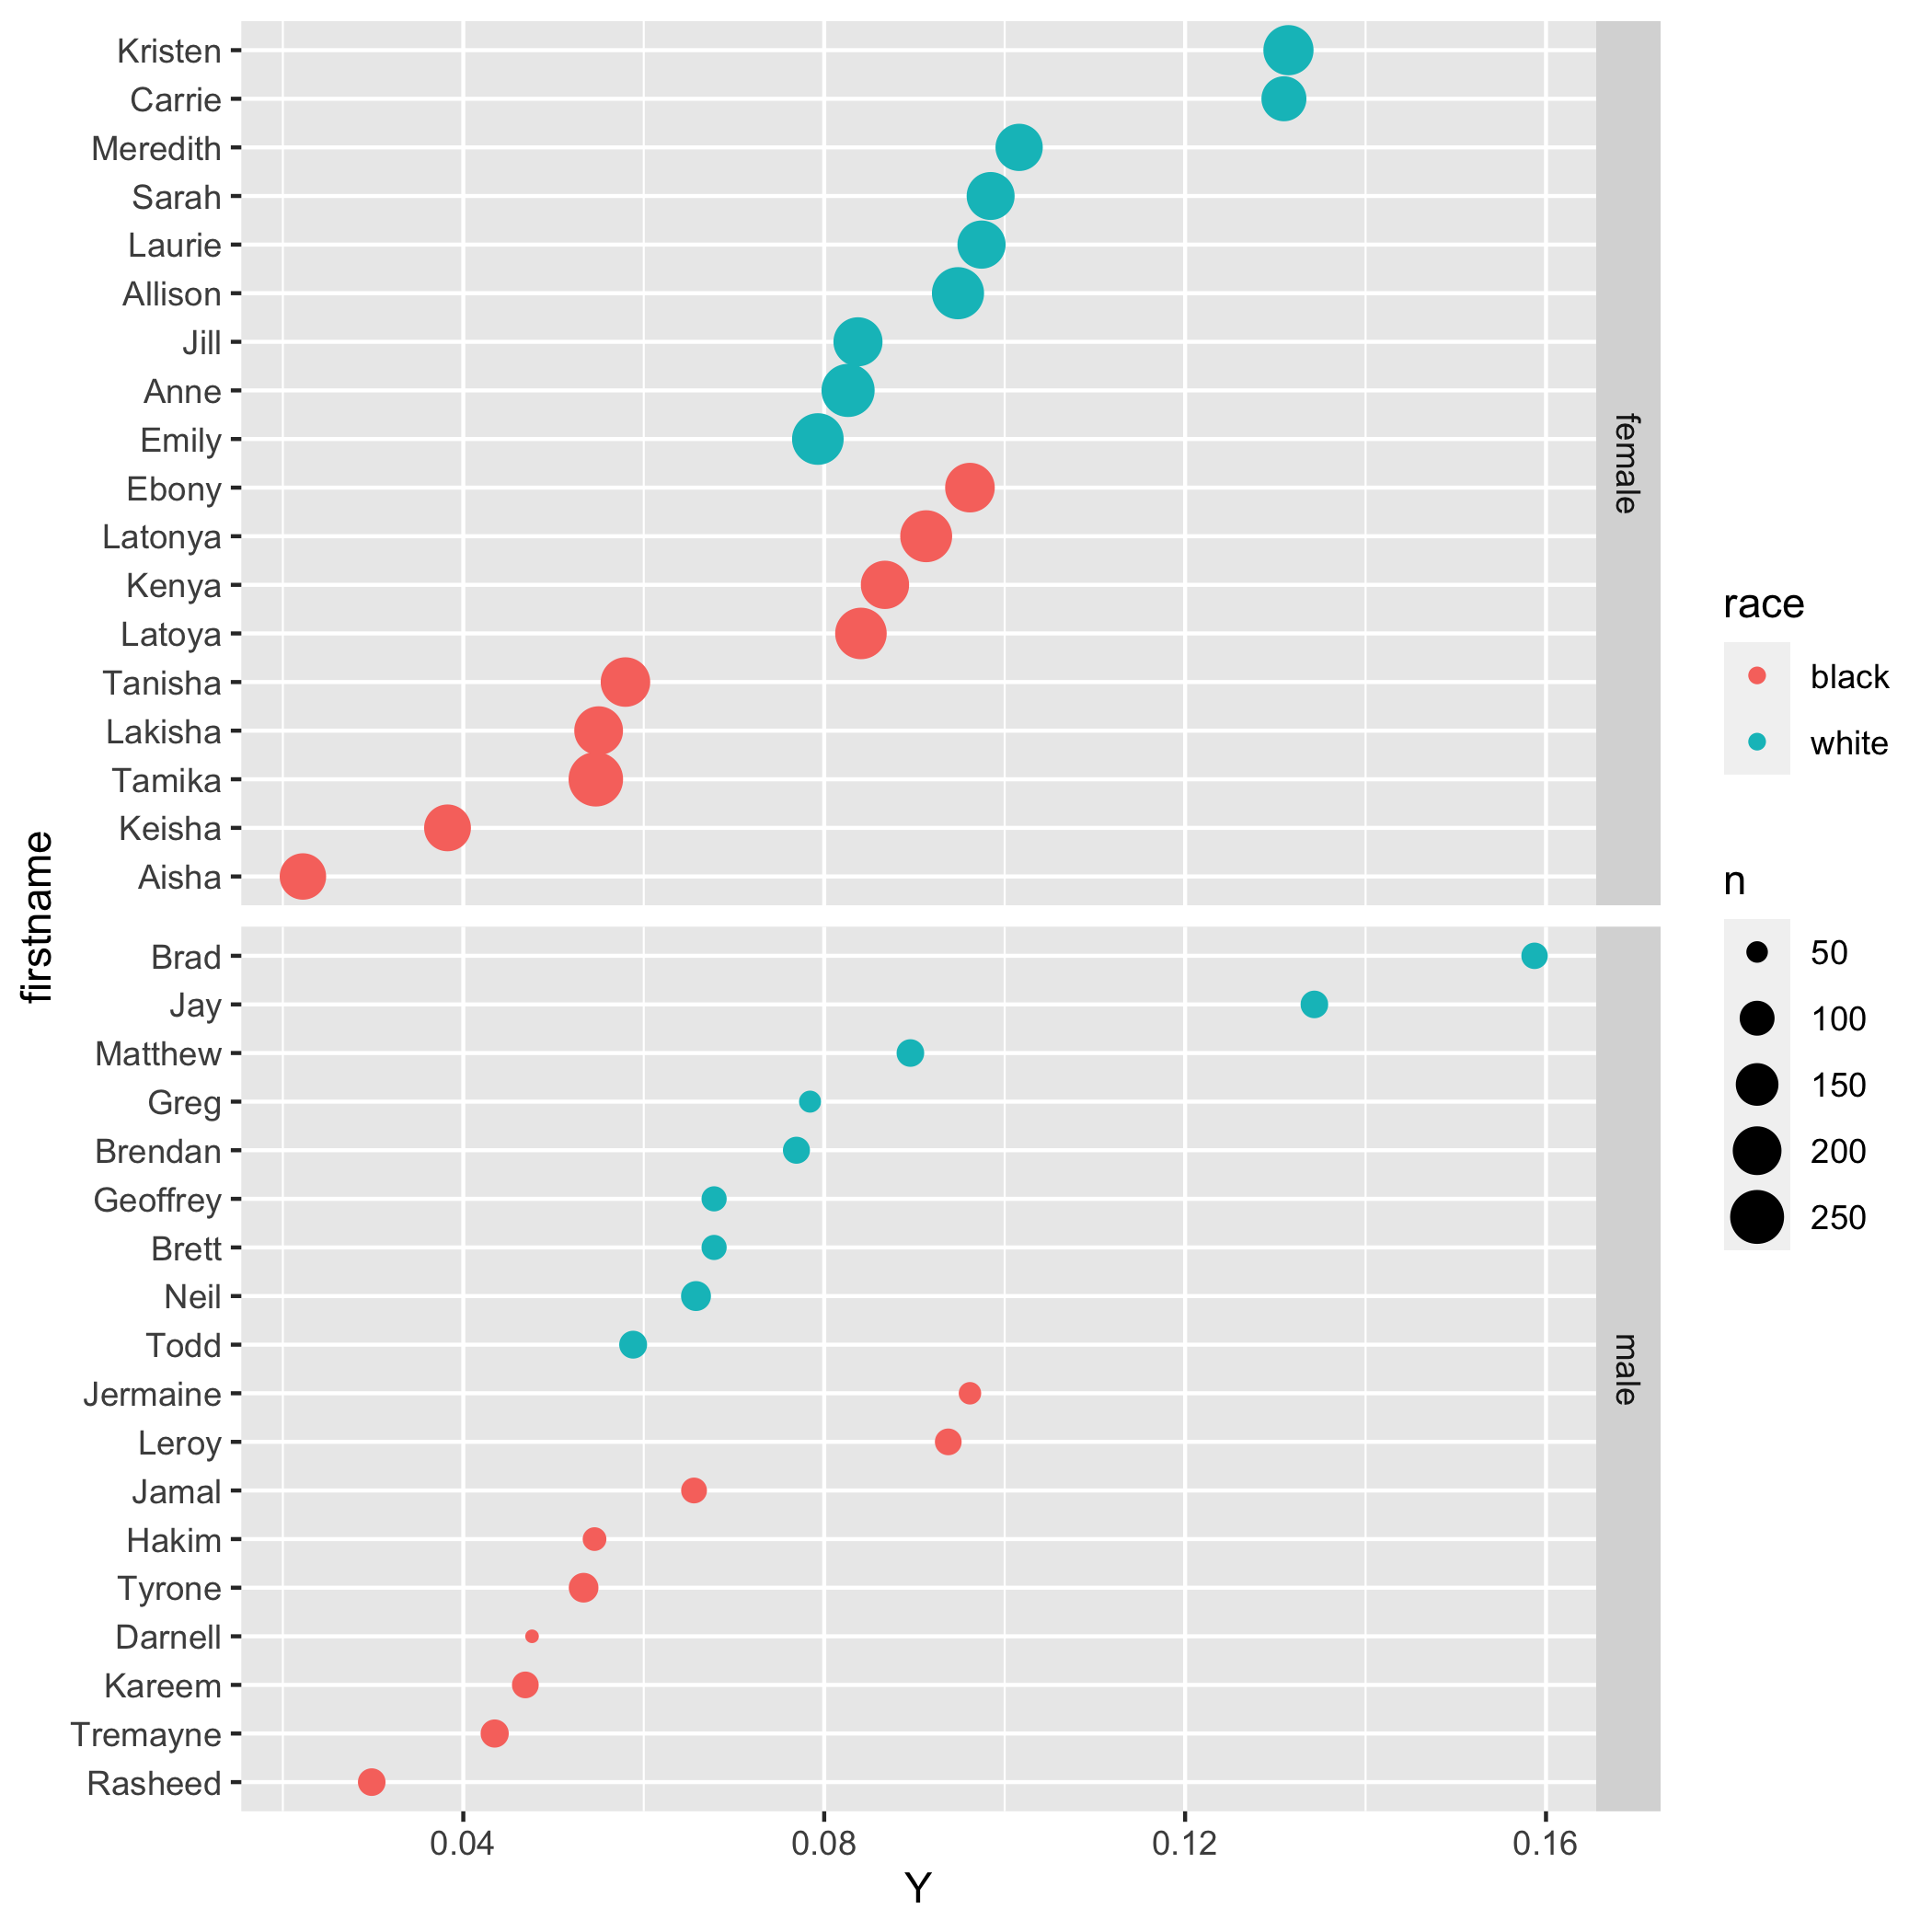 Kristen
Carrie
Meredith
Sarah
Laurie
Allison
Jill
Anne
Emily
Ebony
Latonya
Kenya
Latoya
Tanisha
Lakisha
Tamika
Keisha
Aisha
female
firstname
Brad
Jay
Matthew
Greg
Brendan
Geoffrey
Brett
Neil
Todd
Jermaine
Leroy
Jamal
Hakim
Tyrone
Darnell
Kareem
Tremayne
Rasheed
male
0.04 0.08 0.12 0.16
Y
race
black
white
n
50
100
150
200
250